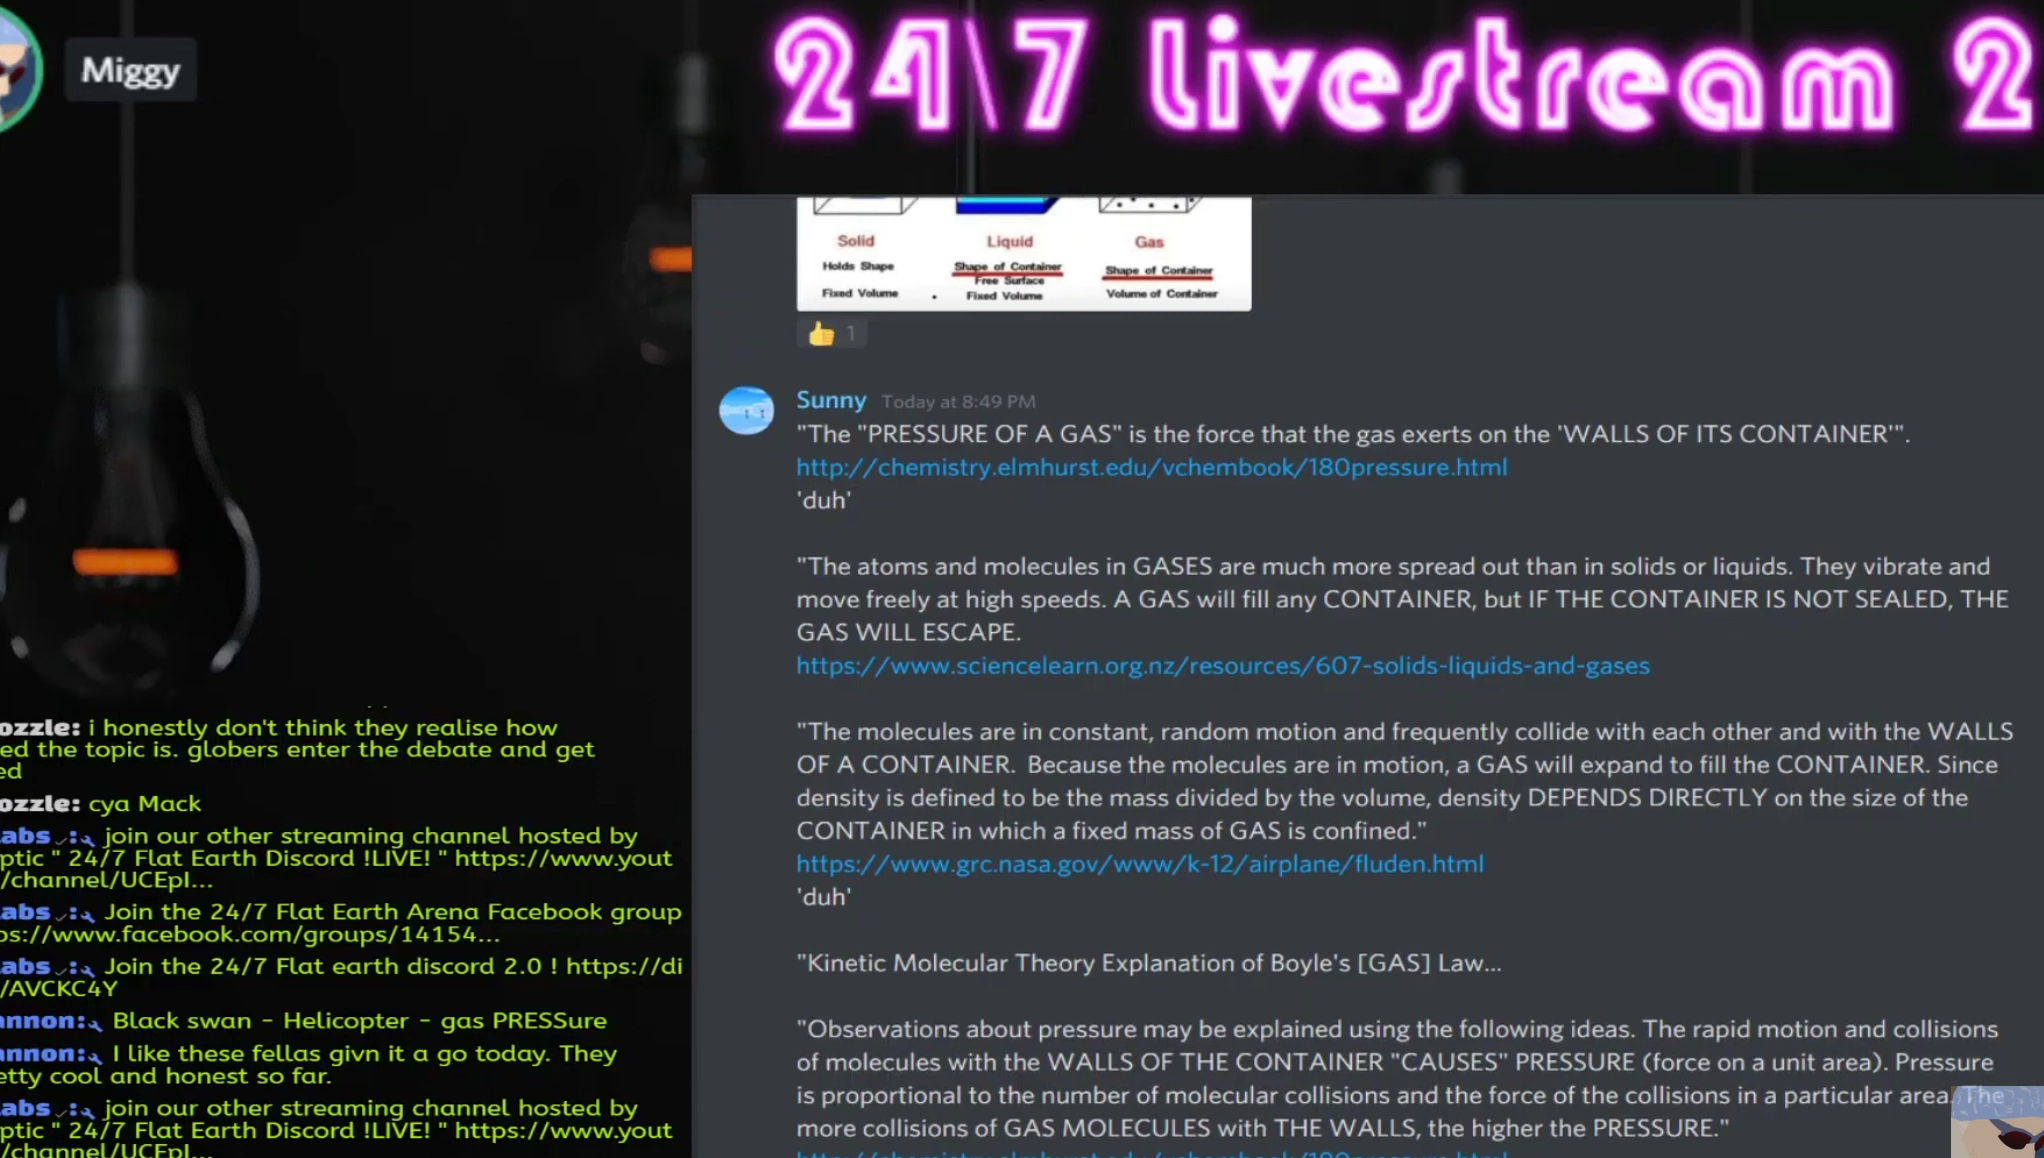 Miggy
24\7 Livestream 2
Solid Liquid Gas
Holds Shape Shape of Container Shape of Container
Free Surface
Fixed Volume Fixed Volume Volume of Container
1
Sunny Today at 8:49 PM
"The "PRESSURE OF A GAS" is the force that the gas exerts on the 'WALLS OF ITS CONTAINER'".
http://chemistry.elmhurst.edu/vchembook/180pressure.html
'duh'
"The atoms and molecules in GASES are much more spread out than in solids or liquids. They vibrate and
move freely at high speeds. A GAS will fill any CONTAINER, but IF THE CONTAINER IS NOT SEALED, THE
GAS WILL ESCAPE.
https://www.sciencelearn.org.nz/resources/607-solids-liquids-and-gases
"The molecules are in constant, random motion and frequently collide with each other and with the WALLS
OF A CONTAINER. Because the molecules are in motion, a GAS will expand to fill the CONTAINER. Since
density is defined to be the mass divided by the volume, density DEPENDS DIRECTLY on the size of the
CONTAINER in which a fixed mass of GAS is confined."
https://www.grc.nasa.gov/www/k-12/airplane/fluden.html
'duh'
"Kinetic Molecular Theory Explanation of Boyle's [GAS] Law...
"Observations about pressure may be explained using the following ideas. The rapid motion and collisions
of molecules with the WALLS OF THE CONTAINER "CAUSES" PRESSURE (force on a unit area). Pressure
is proportional to the number of molecular collisions and the force of the collisions in a particular area. The
more collisions of GAS MOLECULES with THE WALLS, the higher the PRESSURE."
http://chemistry.elmhurst.edu/vchembook/180pressure.html
ozzle: i honestly don't think they realise how
ed the topic is. globers enter the debate and get
ed
ozzle: cya Mack
abs : join our other streaming channel hosted by
ptic " 24/7 Flat Earth Discord !LIVE! " https://www.yout
/channel/UCEpI...
abs : Join the 24/7 Flat Earth Arena Facebook group
ps://www.facebook.com/groups/14154...
abs : Join the 24/7 Flat earth discord 2.0 ! https://di
/AVCKC4Y
annon: Black swan - Helicopter - gas PRESSure
annon: I like these fellas givn it a go today. They
etty cool and honest so far.
abs : join our other streaming channel hosted by
ptic " 24/7 Flat Earth Discord !LIVE! " https://www.yout
/channel/UCEpI...